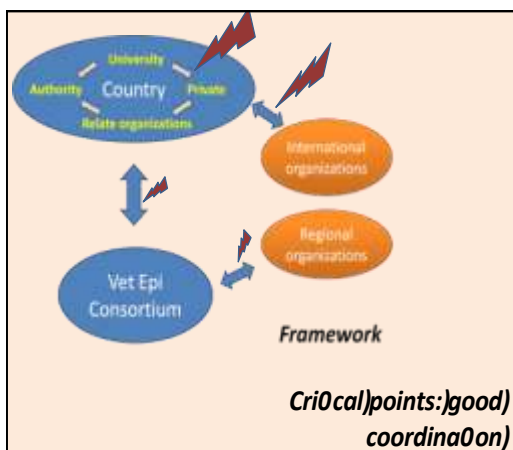 University
Authority
Country
Private
Relate organizations
International
organizations
Regional
organizations
Vet Epi
Consortium
Framework
Cri0cal)points:)good)
coordina0on)